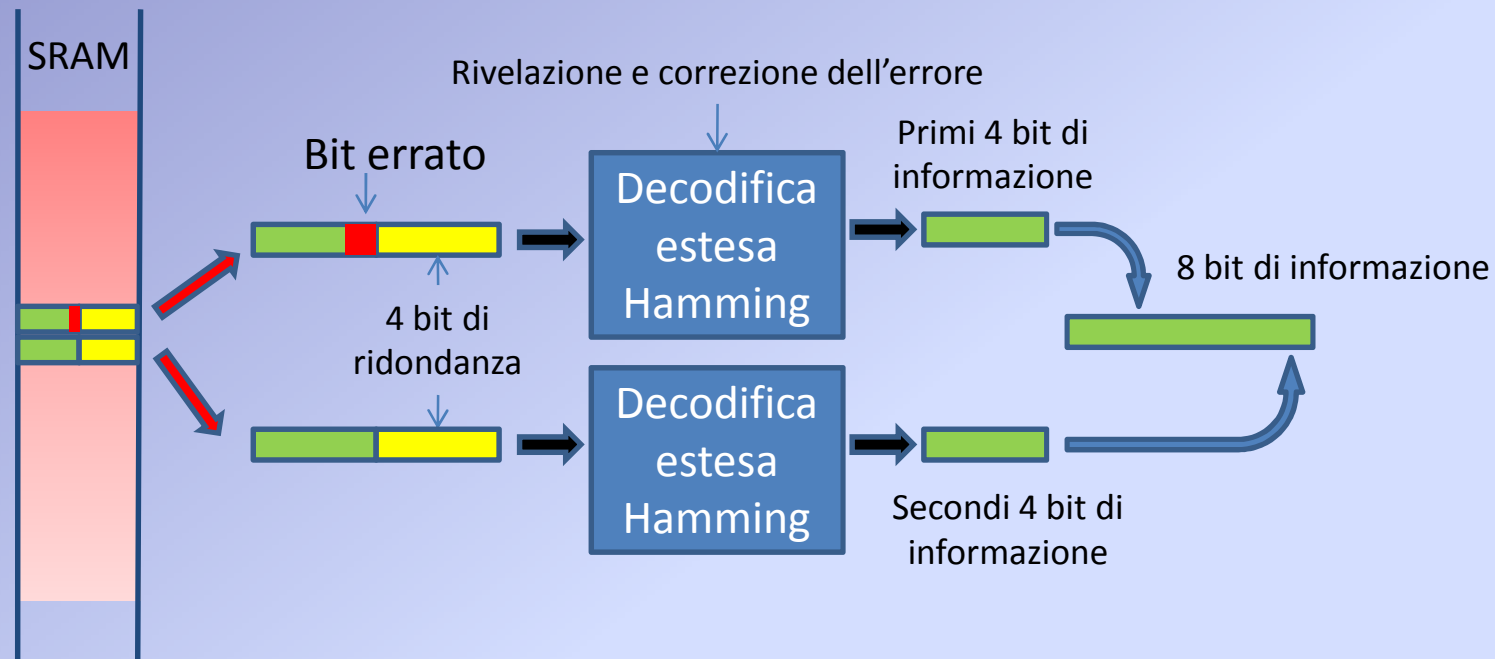 SRAM
Rivelazione e correzione dell’errore
Bit errato
Decodifica
estesa
Hamming
Primi 4 bit di
informazione
8 bit di informazione
4 bit di
ridondanza
Decodifica
estesa
Hamming
Secondi 4 bit di
informazione